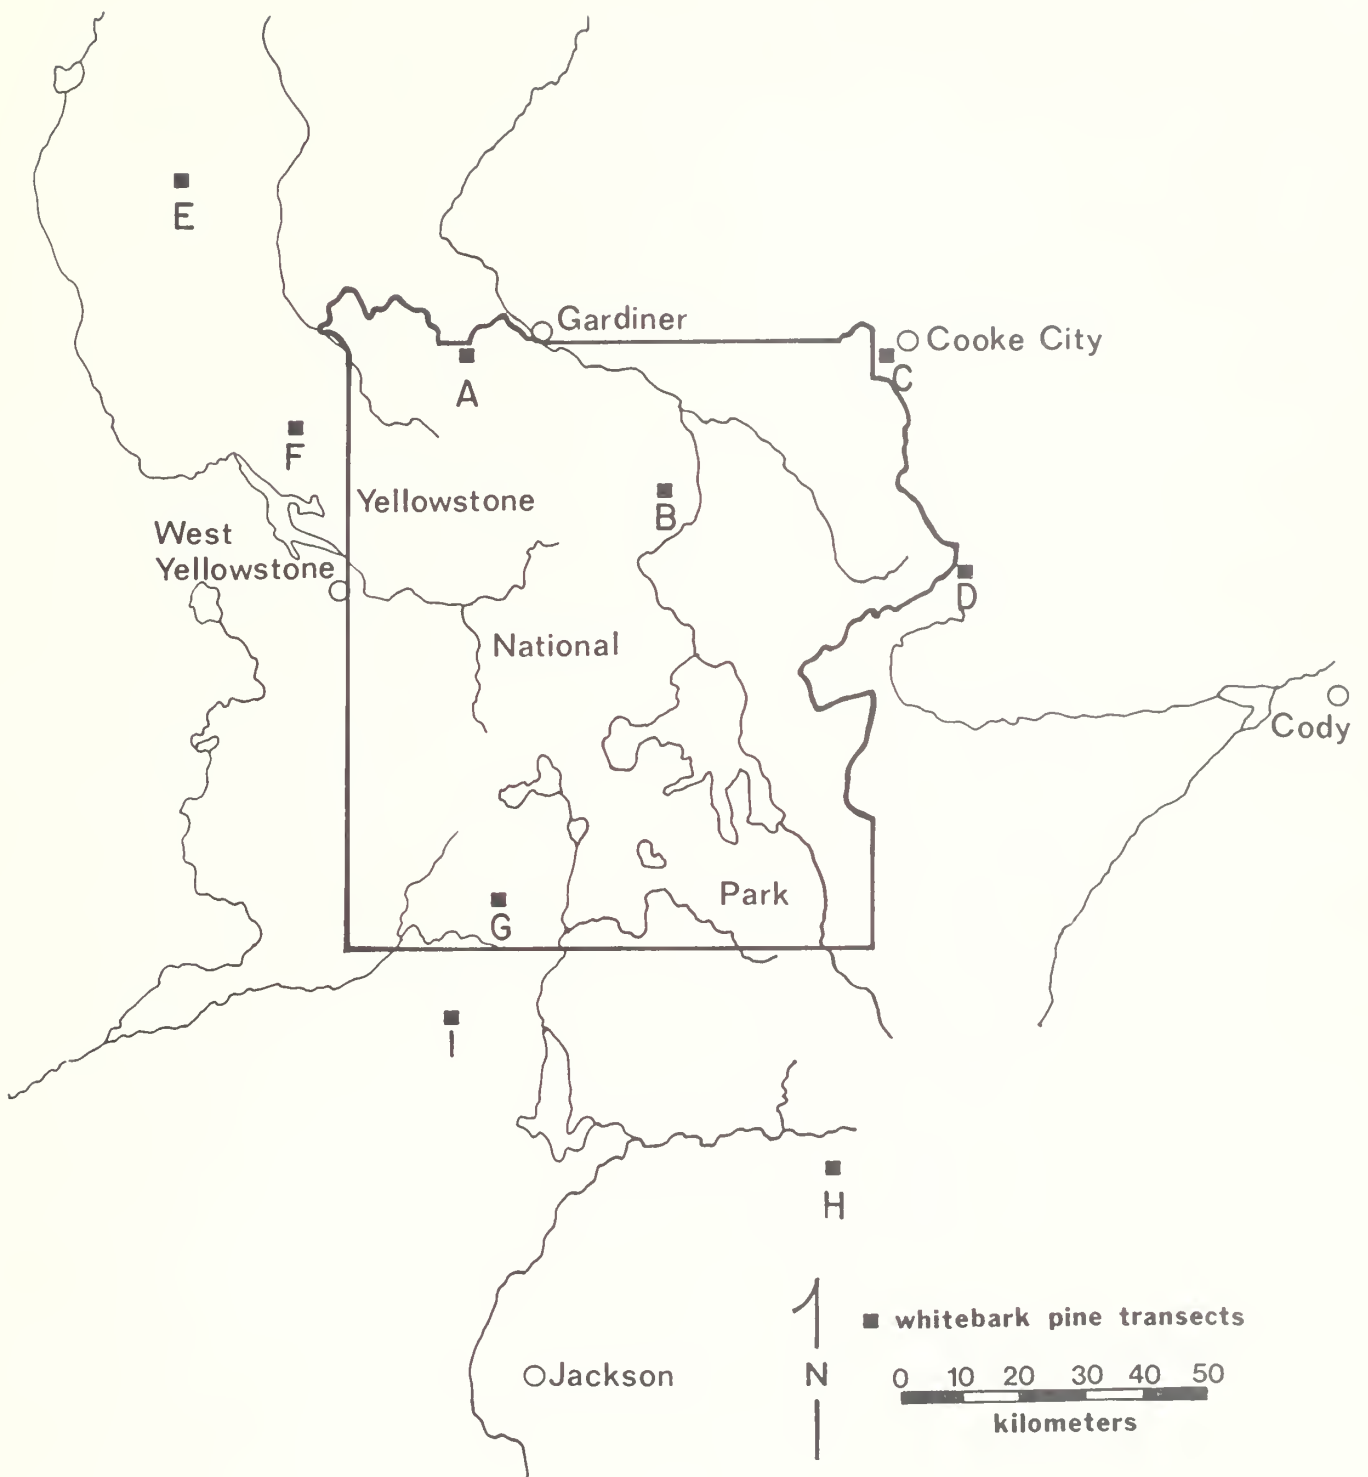 E
Gardiner
Cooke City
A
C
F
Yellowstone
B
West
Yellowstone
D
National
Cody
Park
G
I
H
whitebark pine transects
Jackson
N
0 10 20 30 40 50
kilometers